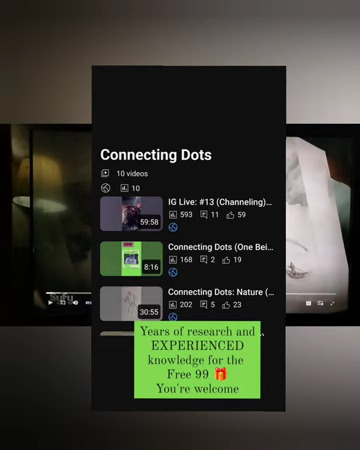 Connecting Dots
10 videos
10
IG Live: #13 (Channeling)...
593 11 59
59:58
Connecting Dots (One Bei...
168 2 19
8:16
Connecting Dots: Nature (...
202 5 23
30:55
Years of research and
EXPERIENCED
knowledge for the
Free 99 🎁
You're welcome